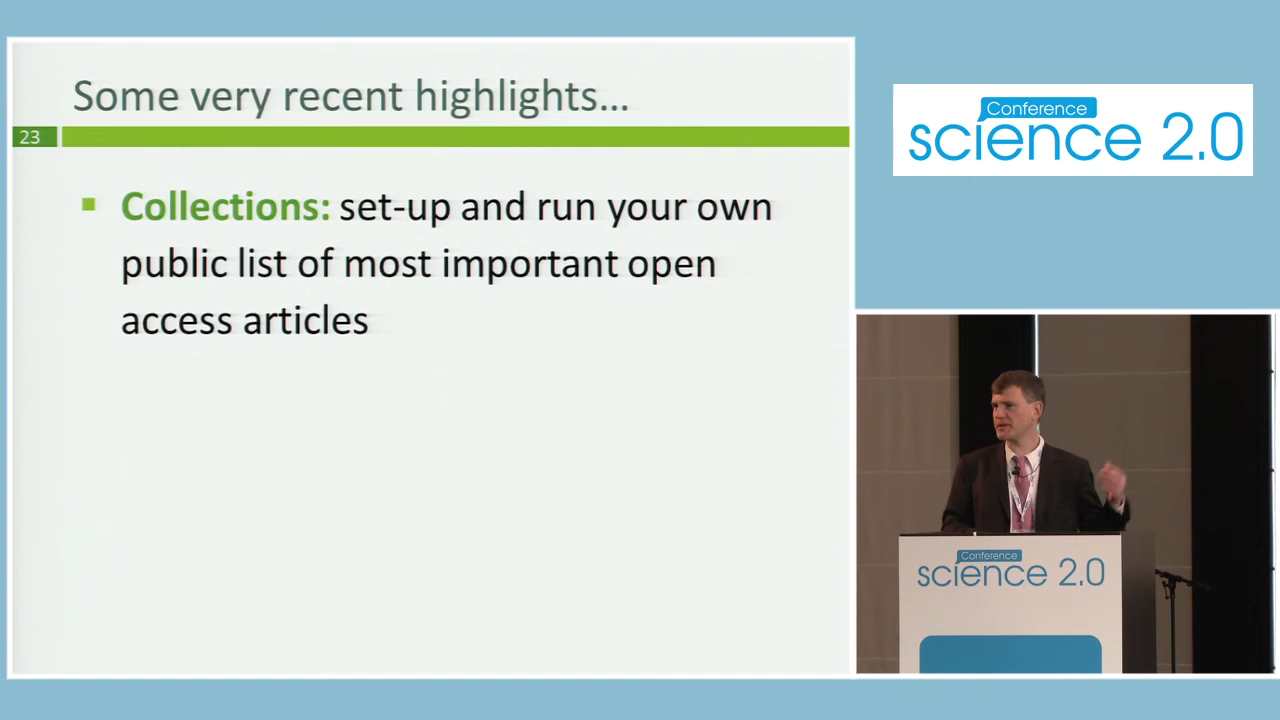 Some very recent highlights...
23
Collections: set-up and run your own
public list of most important open
access articles
Conference
science 2.0
Conference
science 2.0